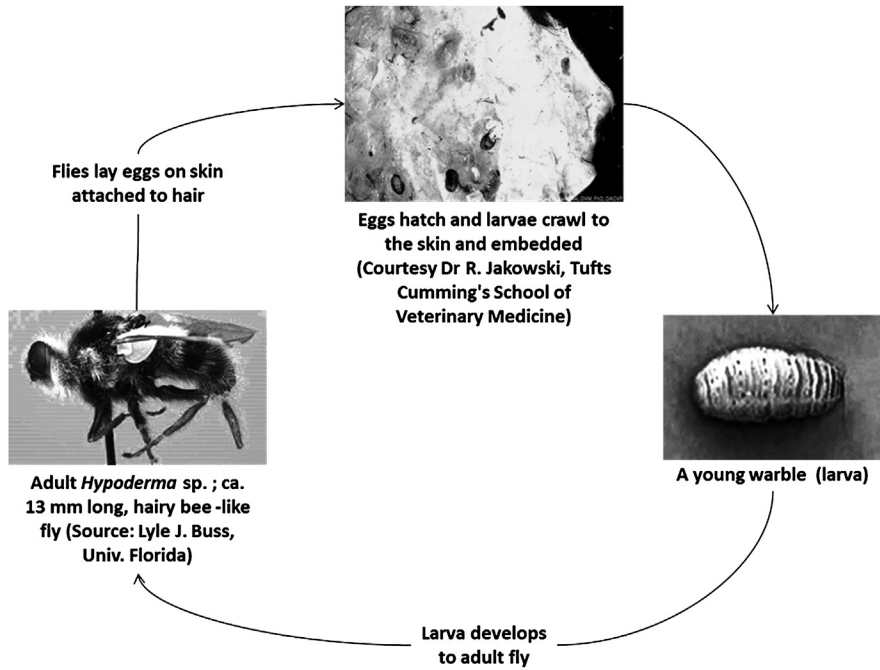 Flies lay eggs on skin
attached to hair
Eggs hatch and larvae crawl to
the skin and embedded
(Courtesy Dr R. Jakowski, Tufts
Cumming's School of
Veterinary Medicine)
A young warble (larva)
Adult Hypoderma sp. ; ca.
13 mm long, hairy bee -like
fly (Source: Lyle J. Buss,
Univ. Florida)
Larva develops
to adult fly